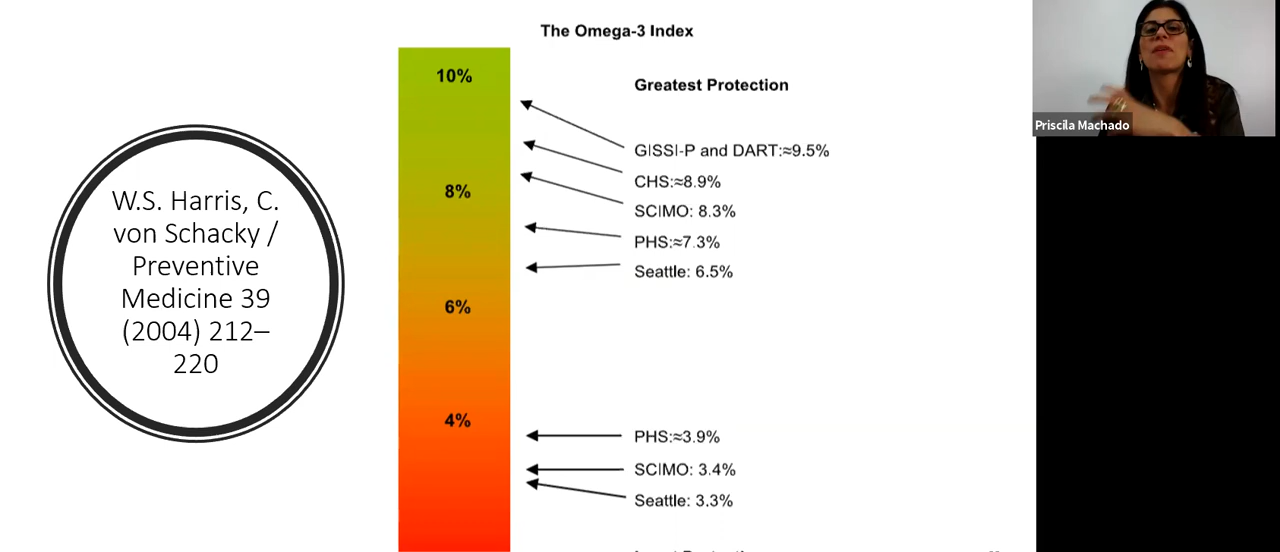 The Omega-3 Index
10%
Greatest Protection
GISSI-P and DART:≈9.5%
CHS:≈8.9%
8%
SCIMO: 8.3%
PHS:≈7.3%
Seattle: 6.5%
6%
4%
PHS:≈3.9%
SCIMO: 3.4%
Seattle: 3.3%
W.S. Harris, C.
von Schacky /
Preventive
Medicine 39
(2004) 212–
220
Priscila Machado